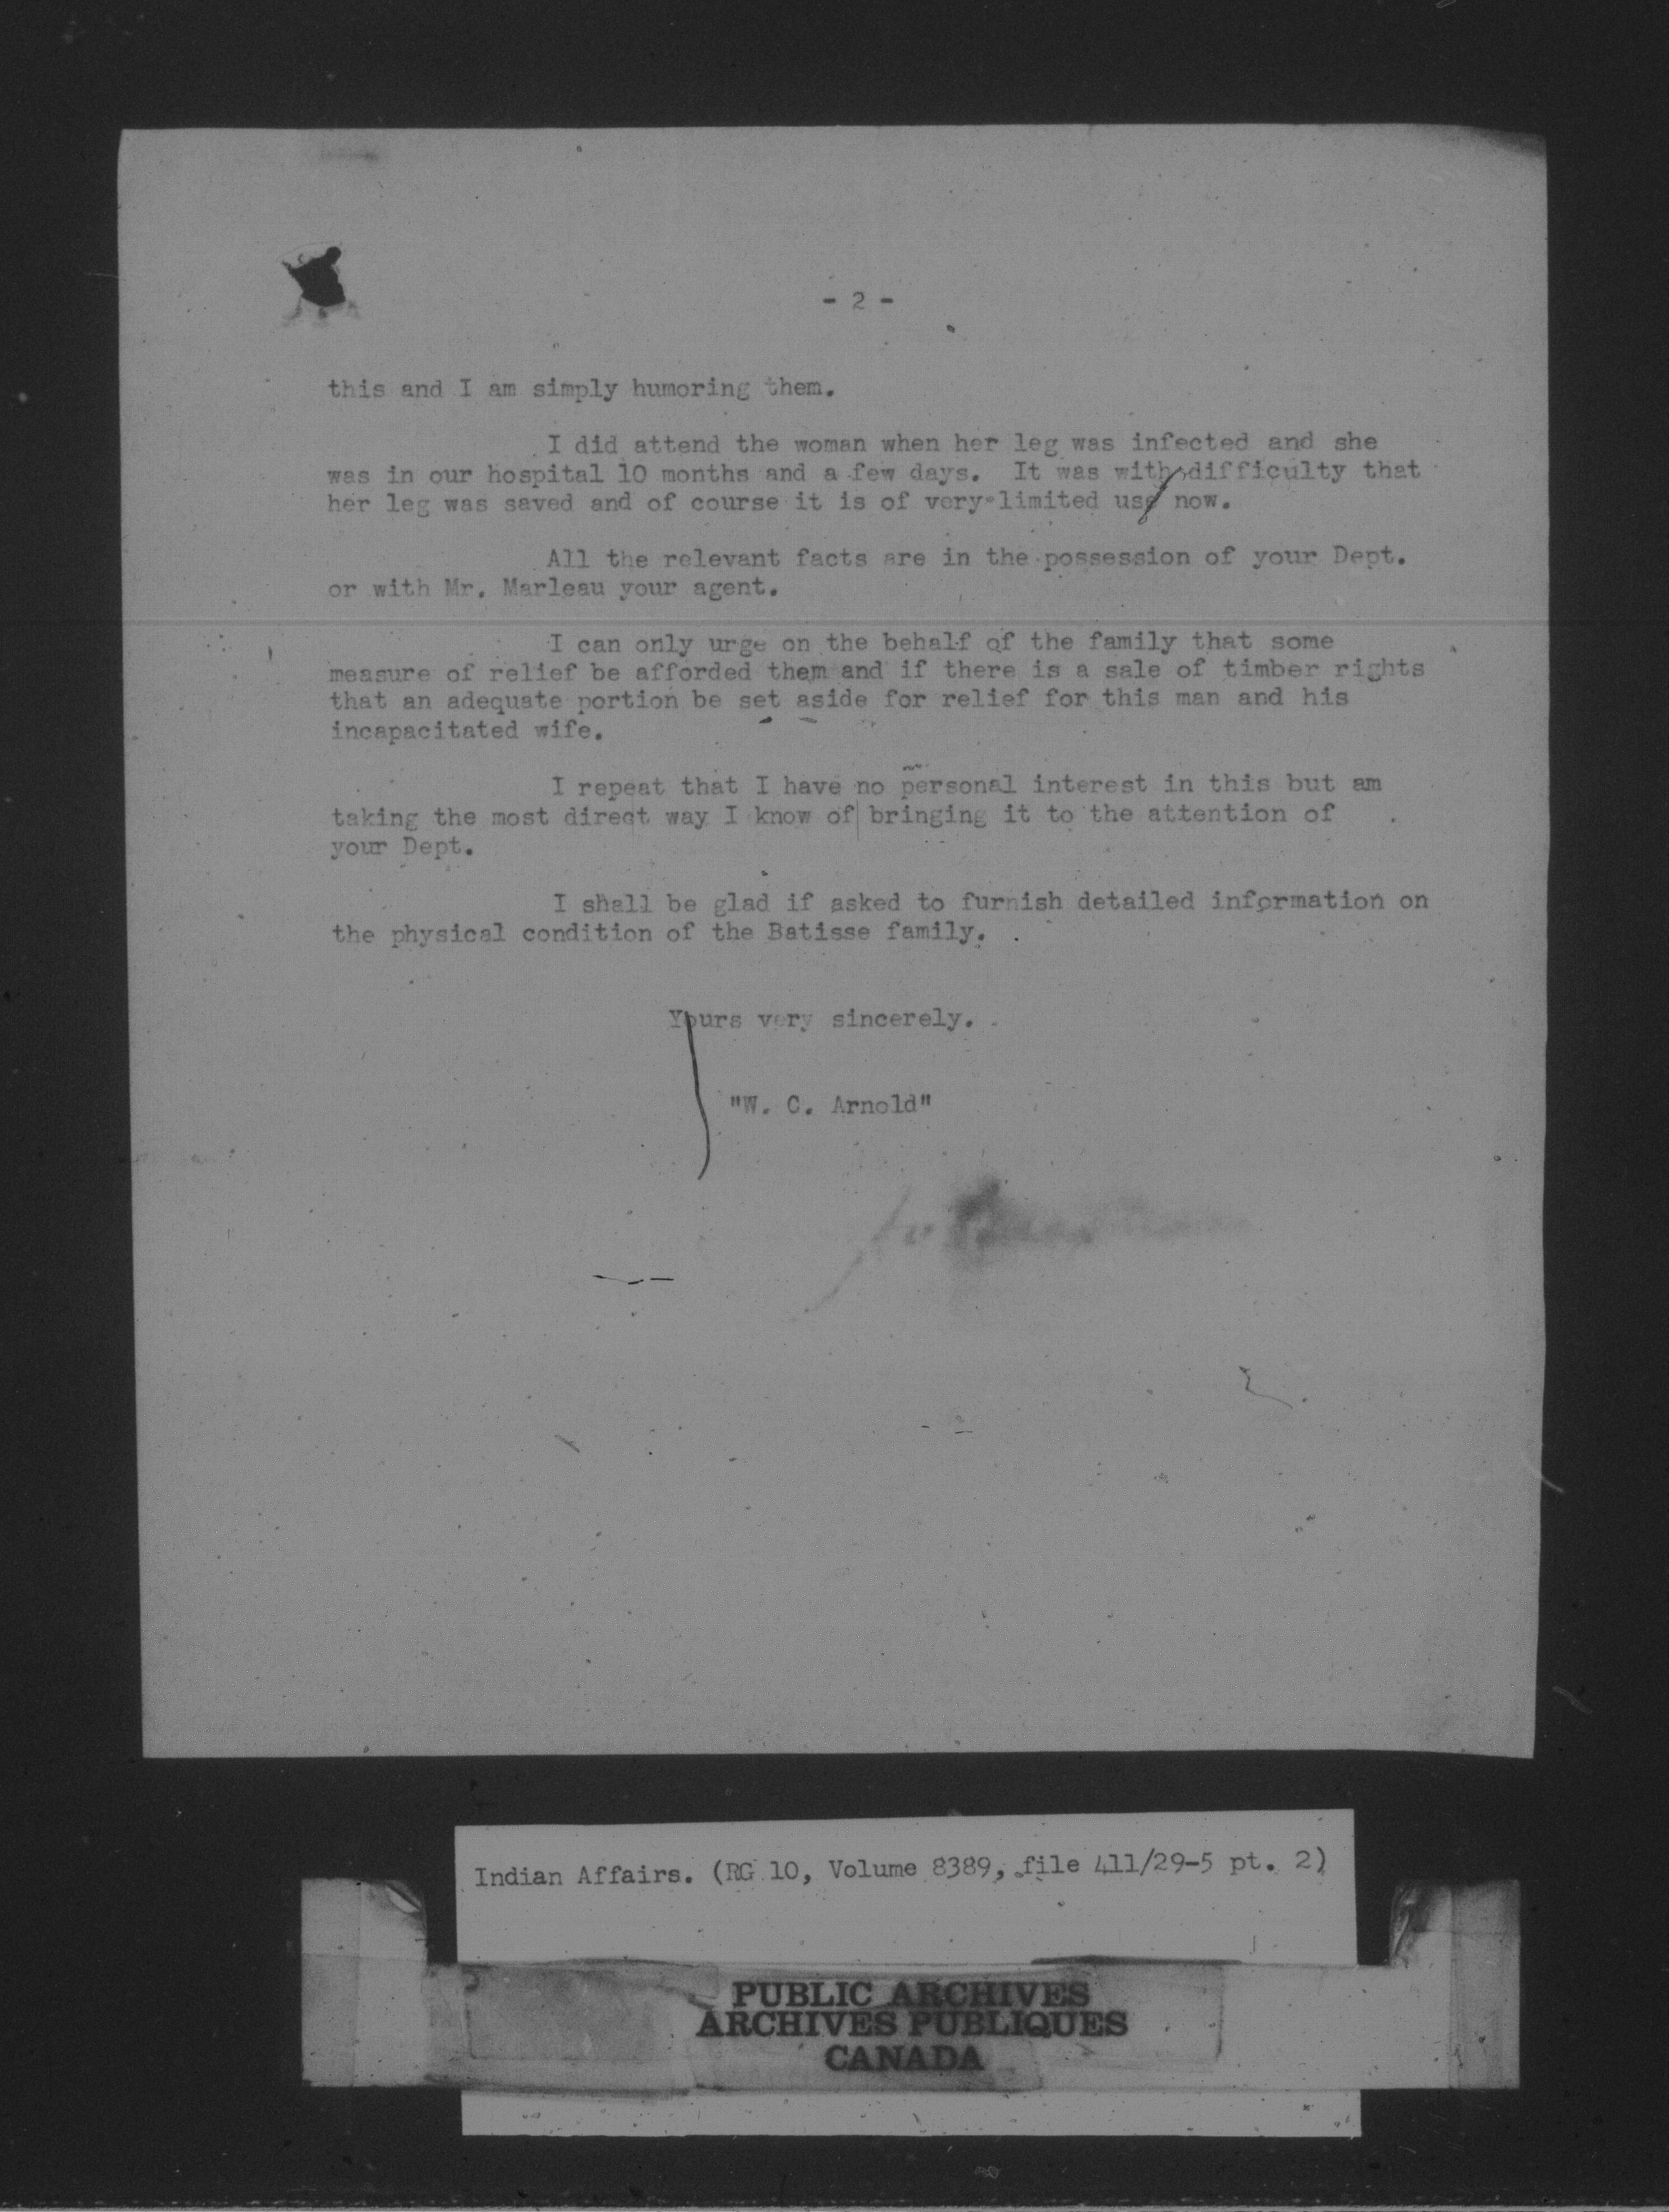 - 2 -
this and I am simply humoring them.
I did attend the woman when her leg was infected and she
was in our hospital 10 months and a few days. It was with difficulty that
her leg was saved and of course it is of very limited use now.
All the relevant facts are in the possession of your Dept.
or with Mr. Marleau your agent.
I can only urge on the behalf of the family that some
measure of relief be afforded them and if there is a sale of timber rights
that an adequate portion be set aside for relief for this man and his
incapacitated wife.
I repeat that I have no personal interest in this but am
taking the most direct way I know of bringing it to the attention of
your Dept.
I shall be glad if asked to furnish detailed information on
the physical condition of the Batisse family.
Yours very sincerely.
"W. C. Arnold"
Indian Affairs. (RG 10, Volume 8389, file 411/29-5 pt. 2)
PUBLIC ARCHIVES
ARCHIVES PUBLIQUES
CANADA